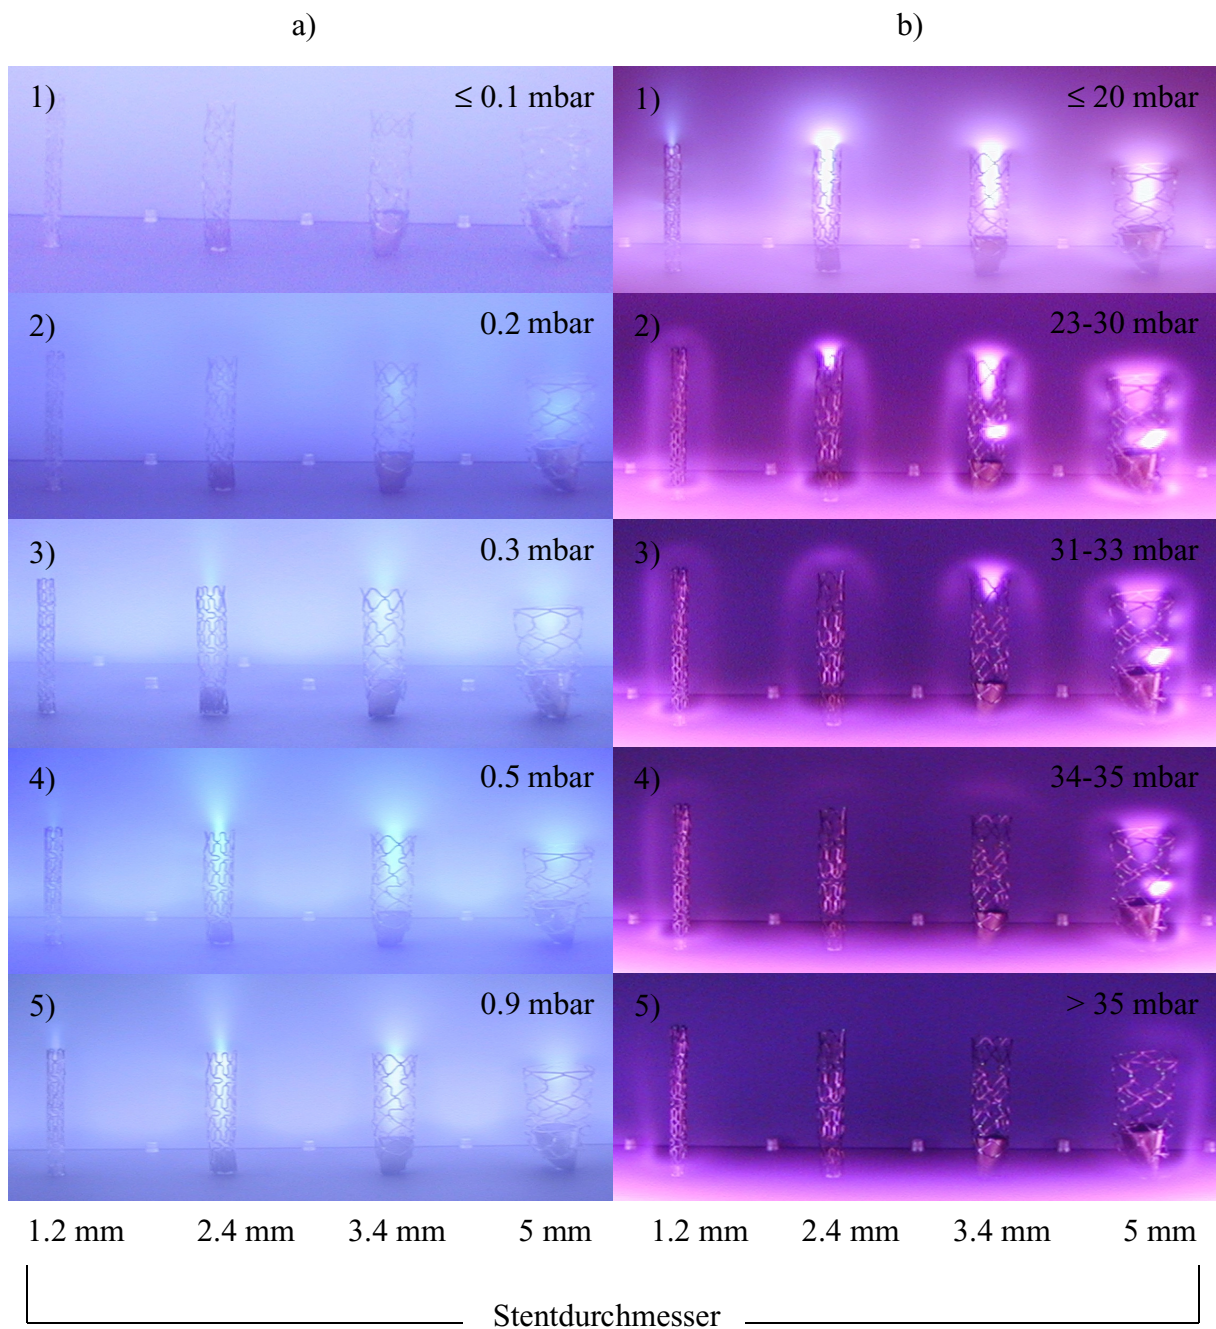 a) b)
1) ≤ 0.1 mbar 1) ≤ 20 mbar
2) 0.2 mbar 2) 23-30 mbar
3) 0.3 mbar 3) 31-33 mbar
4) 0.5 mbar 4) 34-35 mbar
5) 0.9 mbar 5) > 35 mbar
1.2 mm 2.4 mm 3.4 mm 5 mm 1.2 mm 2.4 mm 3.4 mm 5 mm
Stentdurchmesser